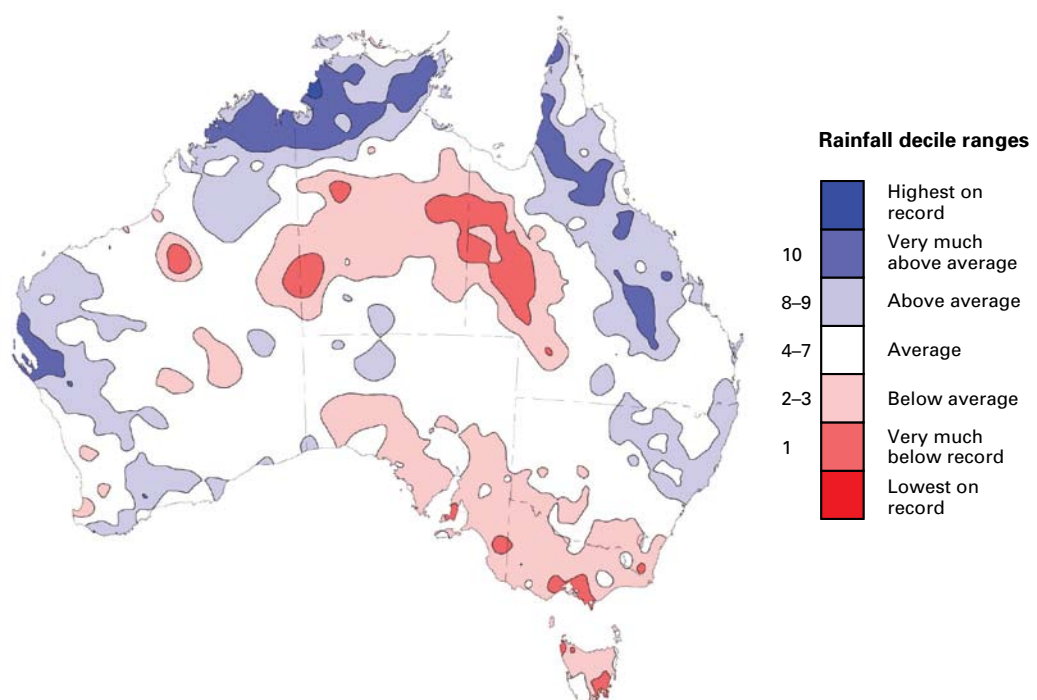 Rainfall decile ranges
Highest on
record
10
Very much
above average
8–9
Above average
4–7
Average
2–3
Below average
1
Very much
below record
Lowest on
record